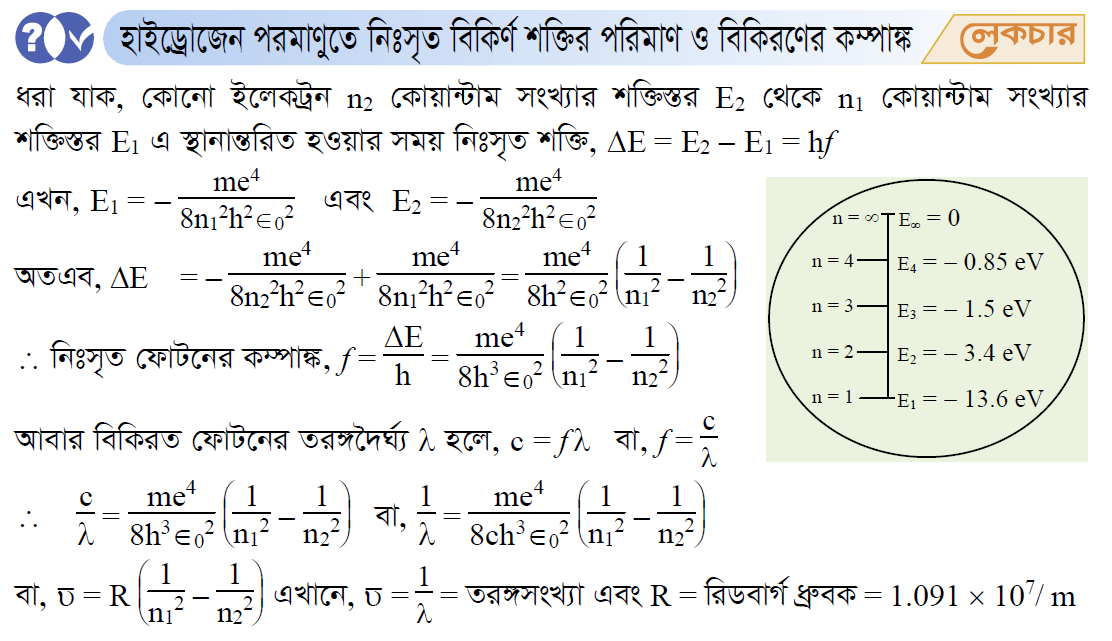 ? হাইড্রোজেন পরমাণুতে নিঃসৃত বিকির্ণ শক্তির পরিমাণ ও বিকিরণের কম্পাঙ্ক লেকচার
ধরা যাক, কোনো ইলেকট্রন n₂ কোয়ান্টাম সংখ্যার শক্তিস্তর E₂ থেকে n₁ কোয়ান্টাম সংখ্যার
শক্তিস্তর E₁ এ স্থানান্তরিত হওয়ার সময় নিঃসৃত শক্তি, ΔE = E₂ – E₁ = hf
এখন, E₁ = – me⁴/8n₁²h²∈₀² এবং E₂ = – me⁴/8n₂²h²∈₀²
অতএব, ΔE = – me⁴/8n₂²h²∈₀² + me⁴/8n₁²h²∈₀² = me⁴/8h²∈₀² (1/n₁² – 1/n₂²)
∴ নিঃসৃত ফোটনের কম্পাঙ্ক, f = ΔE/h = me⁴/8h³∈₀² (1/n₁² – 1/n₂²)
আবার বিকিরত ফোটনের তরঙ্গদৈর্ঘ্য λ হলে, c = fλ বা, f = c/λ
∴ c/λ = me⁴/8h³∈₀² (1/n₁² – 1/n₂²) বা, 1/λ = me⁴/8ch³∈₀² (1/n₁² – 1/n₂²)
বা, ʊ̅ = R (1/n₁² – 1/n₂²) এখানে, ʊ̅ = 1/λ = তরঙ্গসংখ্যা এবং R = রিডবার্গ ধ্রুবক = 1.091 × 10⁷/ m
n = ∞ E∞ = 0
n = 4 E₄ = – 0.85 eV
n = 3 E₃ = – 1.5 eV
n = 2 E₂ = – 3.4 eV
n = 1 E₁ = – 13.6 eV